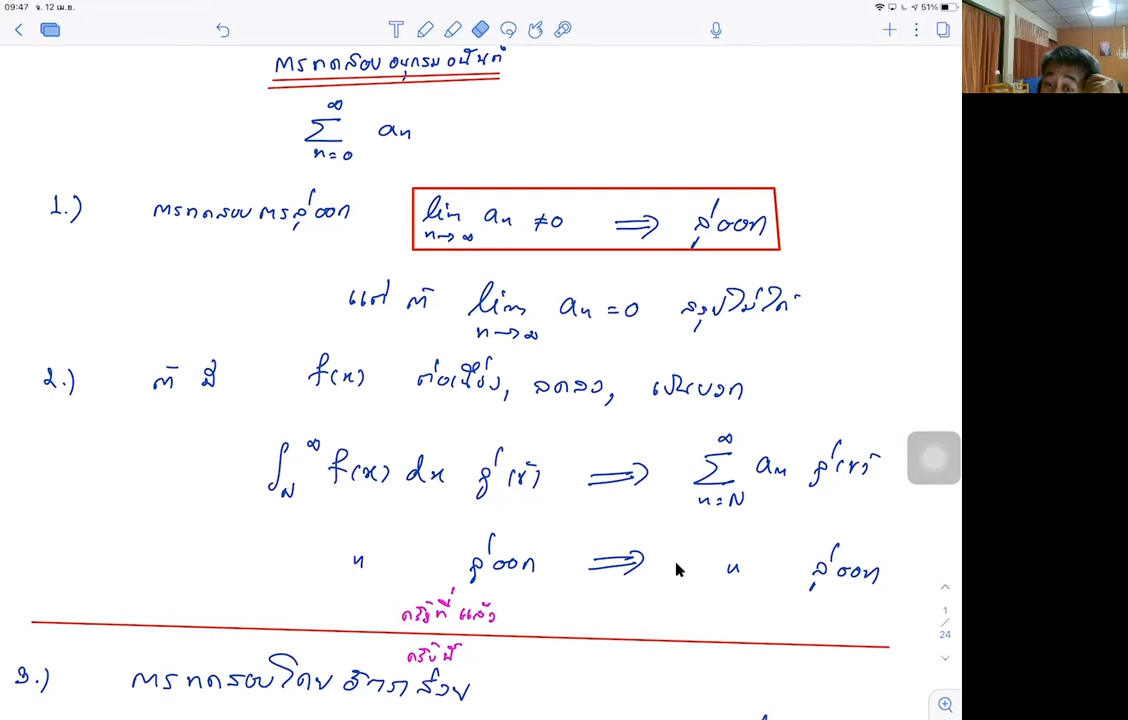 09:47 จ. 12 เม.ย. 51%
การทดสอบอนุกรมอนันต์
∞
∑ aₙ
n=0
1.) การทดสอบการลู่ออก lim aₙ ≠0 ⟹ ลู่ออก
n→∞
แต่ ถ้า lim aₙ =0 สรุปไม่ได้
n→∞
2.) ถ้า มี f(x) ต่อเนื่อง, ลดลง, เป็นบวก
∫_N^∞ f(x) dx ลู่เข้า ⟹ ∑_{n=N}^∞ aₙ ลู่เข้า
" ลู่ออก ⟹ " ลู่ออก
ครั้งที่ แล้ว
ครั้งนี้
3.) การทดสอบโดย อัตราส่วน
1
/
24